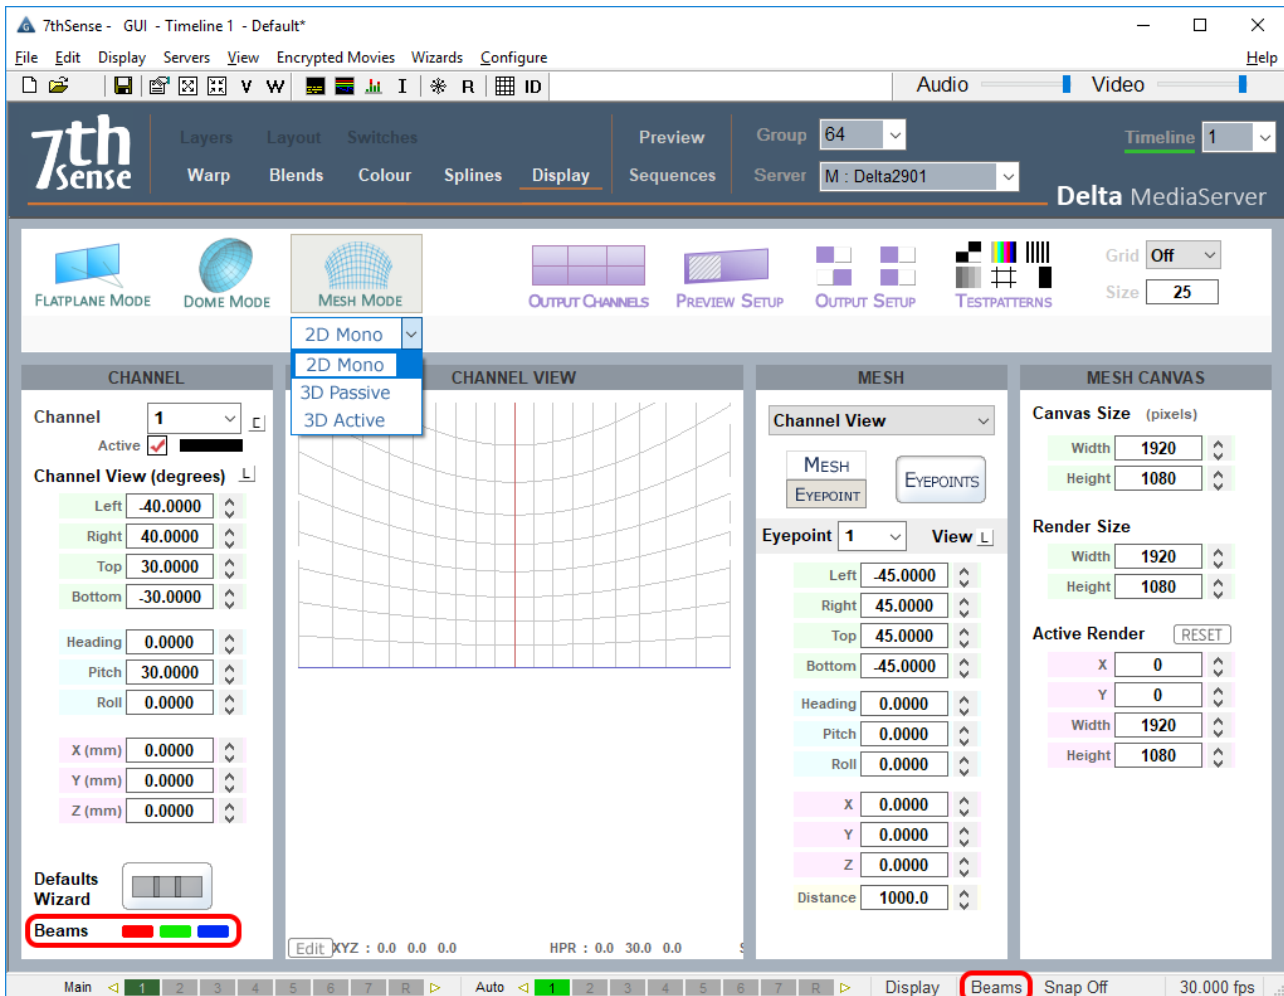 7thSense - GUI - Timeline 1 - Default*
File Edit Display Servers View Encrypted Movies Wizards Configure Help
V W I R ID Audio Video
7th Sense
Layers Layout Switches Preview Group 64 Timeline 1
Warp Blends Colour Splines Display Sequences Server M : Delta2901
Delta MediaServer
FLATPLANE MODE DOME MODE MESH MODE OUTPUT CHANNELS PREVIEW SETUP OUTPUT SETUP TESTPATTERNS
Grid Off
Size 25
2D Mono
2D Mono
3D Passive
3D Active
CHANNEL
Channel 1 C
Active
Channel View (degrees) L
Left -40.0000
Right 40.0000
Top 30.0000
Bottom -30.0000
Heading 0.0000
Pitch 30.0000
Roll 0.0000
X (mm) 0.0000
Y (mm) 0.0000
Z (mm) 0.0000
Defaults
Wizard
Beams
CHANNEL VIEW
Edit XYZ : 0.0 0.0 0.0 HPR : 0.0 30.0 0.0
MESH
Channel View
MESH
EYEPOINT
EYEPOINTS
Eyepoint 1 View L
Left -45.0000
Right 45.0000
Top 45.0000
Bottom -45.0000
Heading 0.0000
Pitch 0.0000
Roll 0.0000
X 0.0000
Y 0.0000
Z 0.0000
Distance 1000.0
MESH CANVAS
Canvas Size (pixels)
Width 1920
Height 1080
Render Size
Width 1920
Height 1080
Active Render RESET
X 0
Y 0
Width 1920
Height 1080
Main 1 2 3 4 5 6 7 R Auto 1 2 3 4 5 6 7 R Display Beams Snap Off 30.000 fps